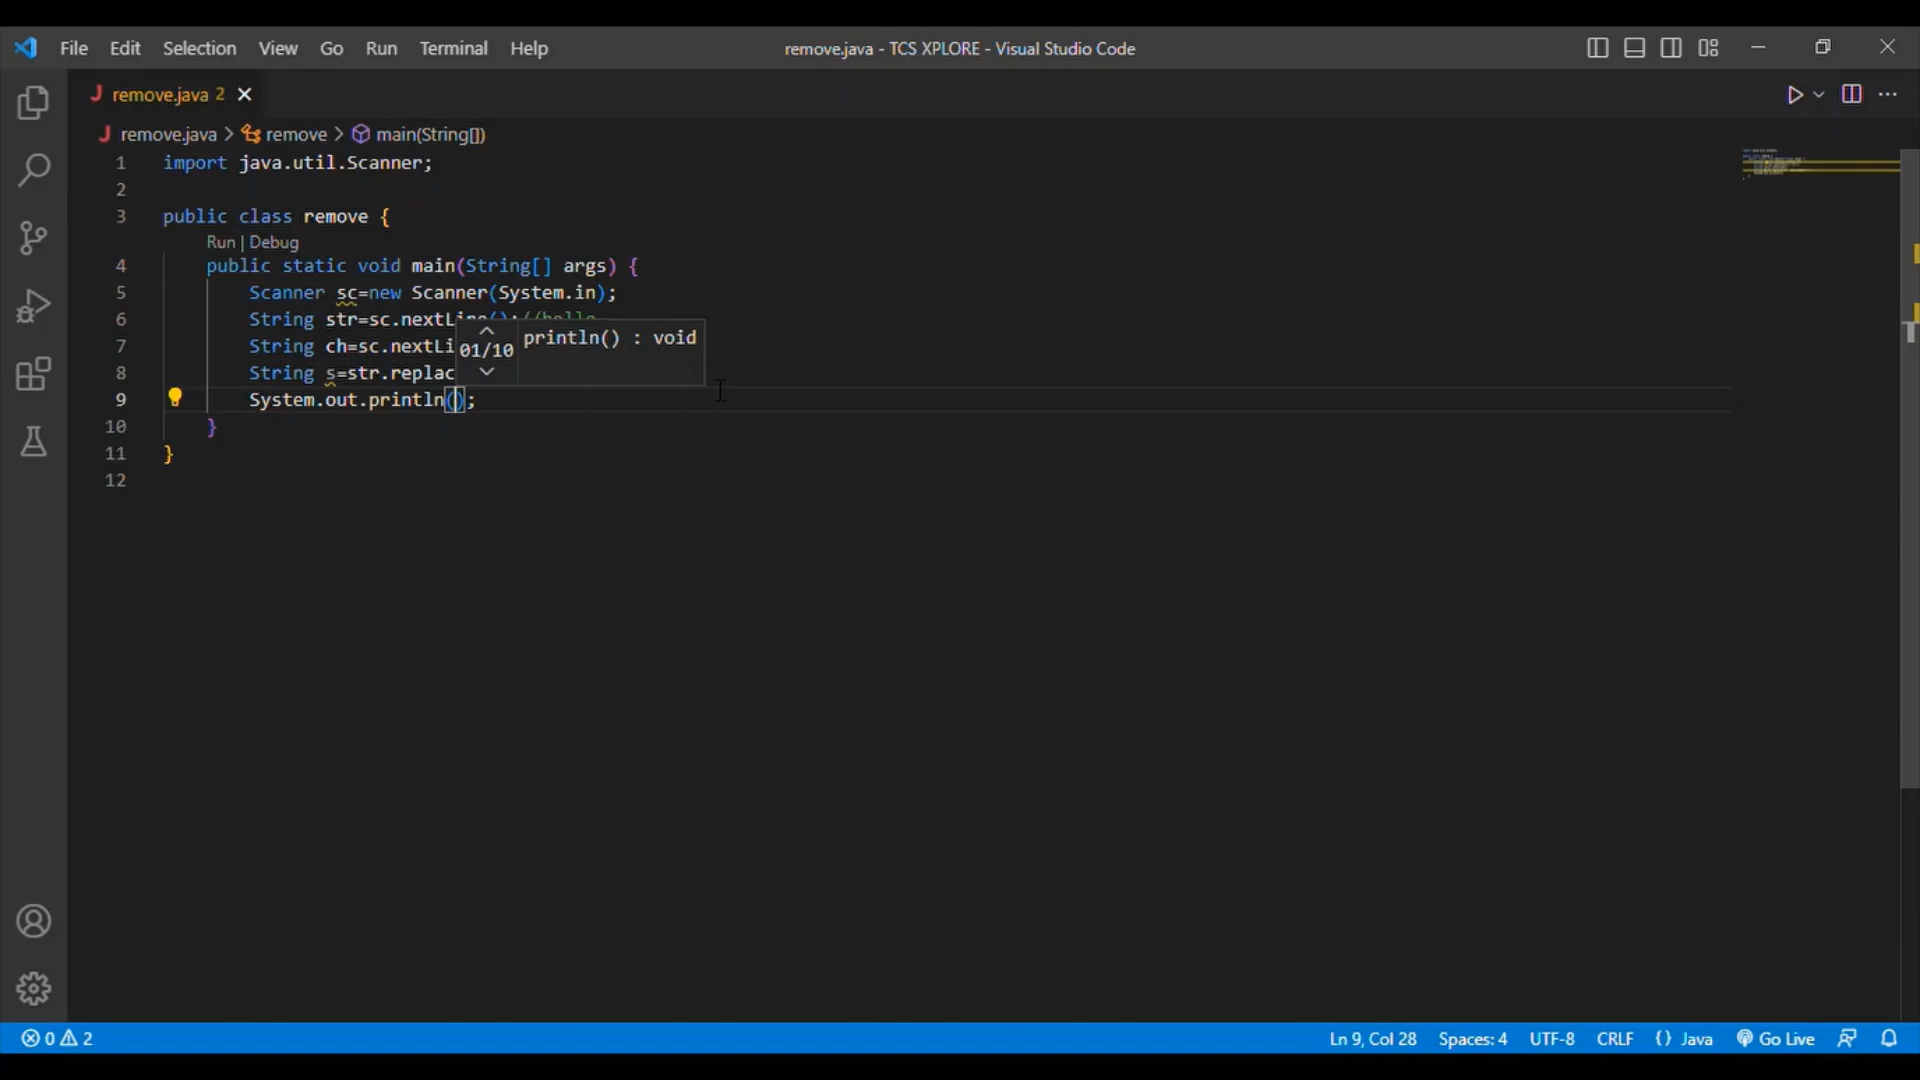 File Edit Selection View Go Run Terminal Help
remove.java - TCS XPLORE - Visual Studio Code
J remove.java 2
J remove.java > remove > main(String[])
1 import java.util.Scanner;
2
3 public class remove {
Run | Debug
4 public static void main(String[] args) {
5 Scanner sc=new Scanner(System.in);
6 String str=sc.nextLine();//hello
7 String ch=sc.nextLi
8 String s=str.replac
01/10 println() : void
9 System.out.println();
10 }
11 }
12
0 2 Ln 9, Col 28 Spaces: 4 UTF-8 CRLF {} Java Go Live